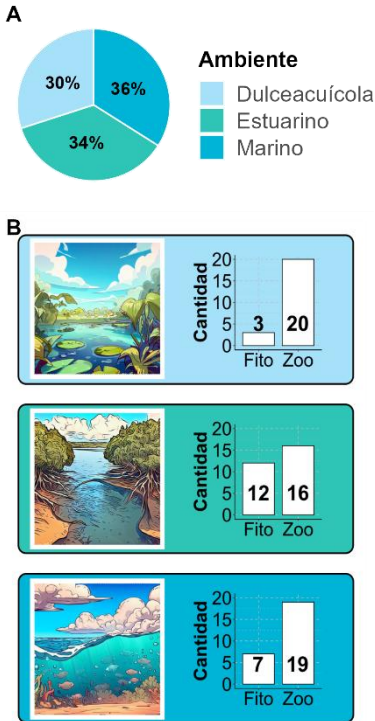 A
30%
36%
34%
Ambiente
Dulceacuícola
Estuarino
Marino
B
Cantidad
20
15
10
5
0
3
20
Fito Zoo
Cantidad
20
15
10
5
0
12
16
Fito Zoo
Cantidad
20
15
10
5
0
7
19
Fito Zoo